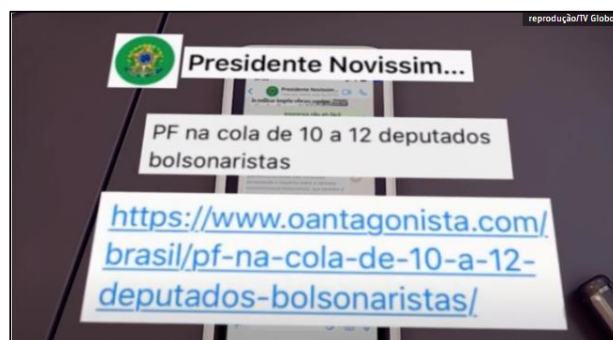 reprodução/TV Globo
Presidente Novissim...
PF na cola de 10 a 12 deputados
bolsonaristas
https://www.oantagonista.com/
brasil/pf-na-cola-de-10-a-12-
deputados-bolsonaristas/